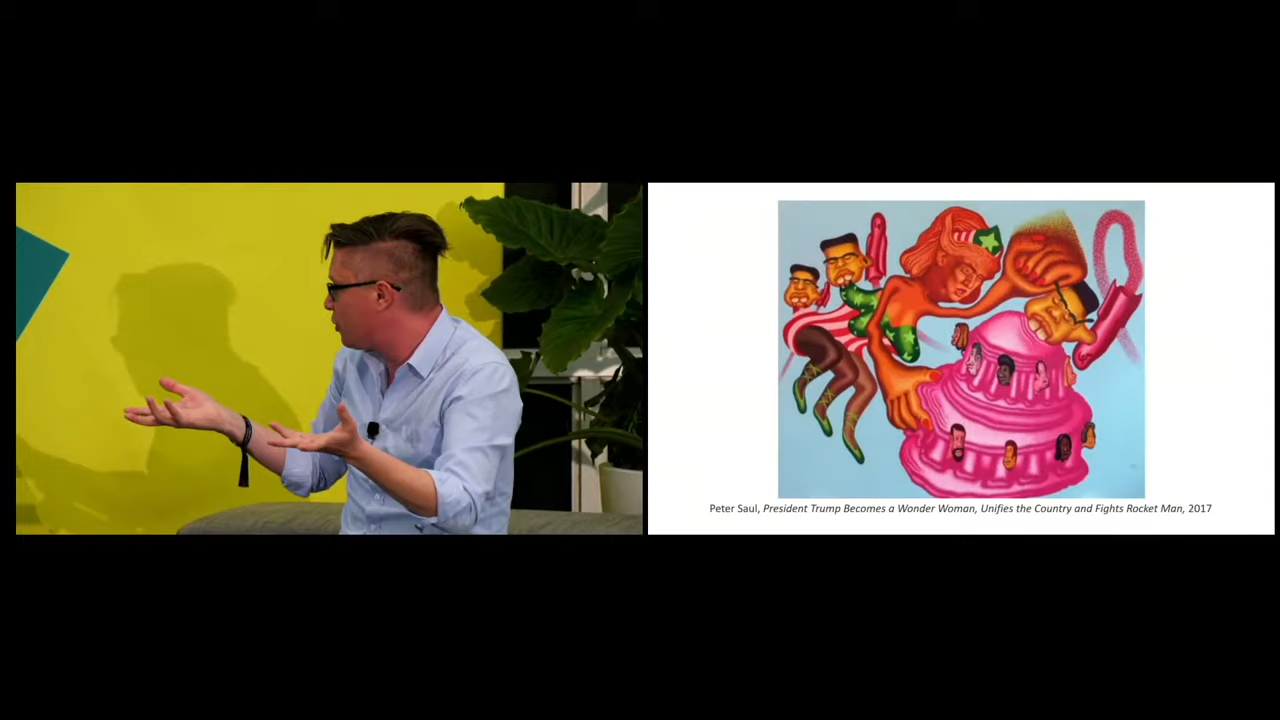 Peter Saul, President Trump Becomes a Wonder Woman, Unifies the Country and Fights Rocket Man, 2017